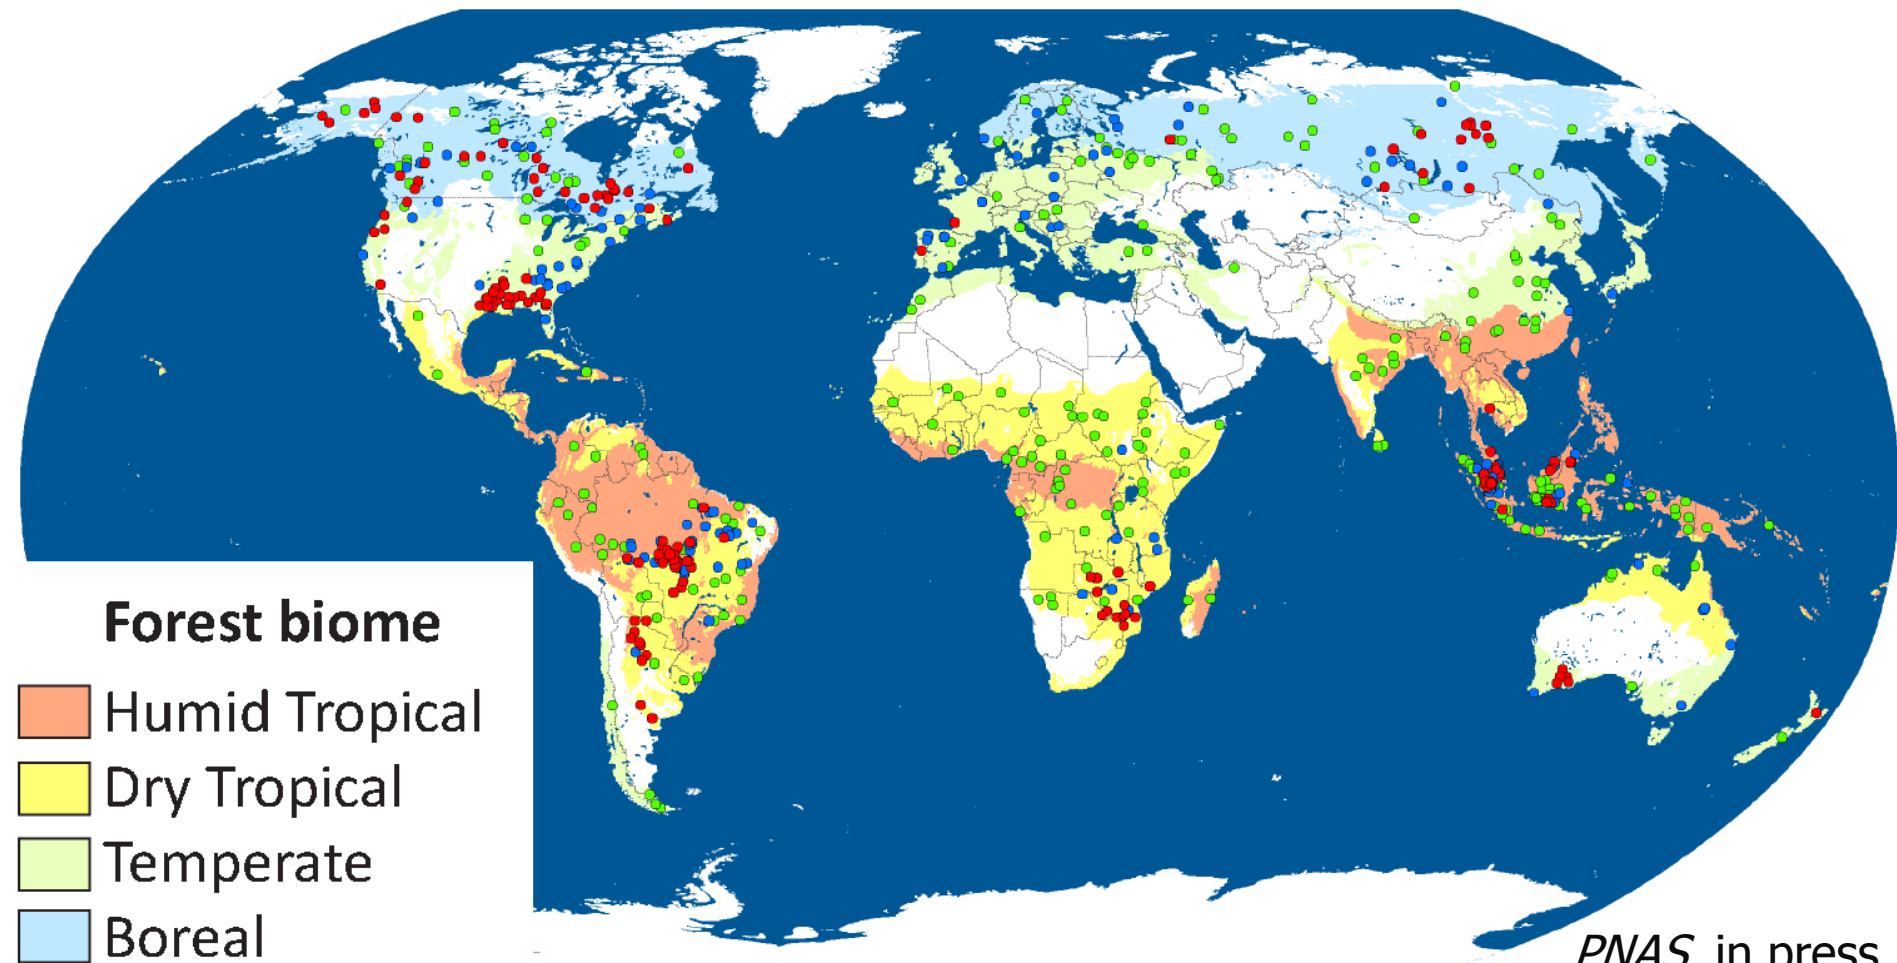 Forest biome
Humid Tropical
Dry Tropical
Temperate
Boreal
PNAS in press